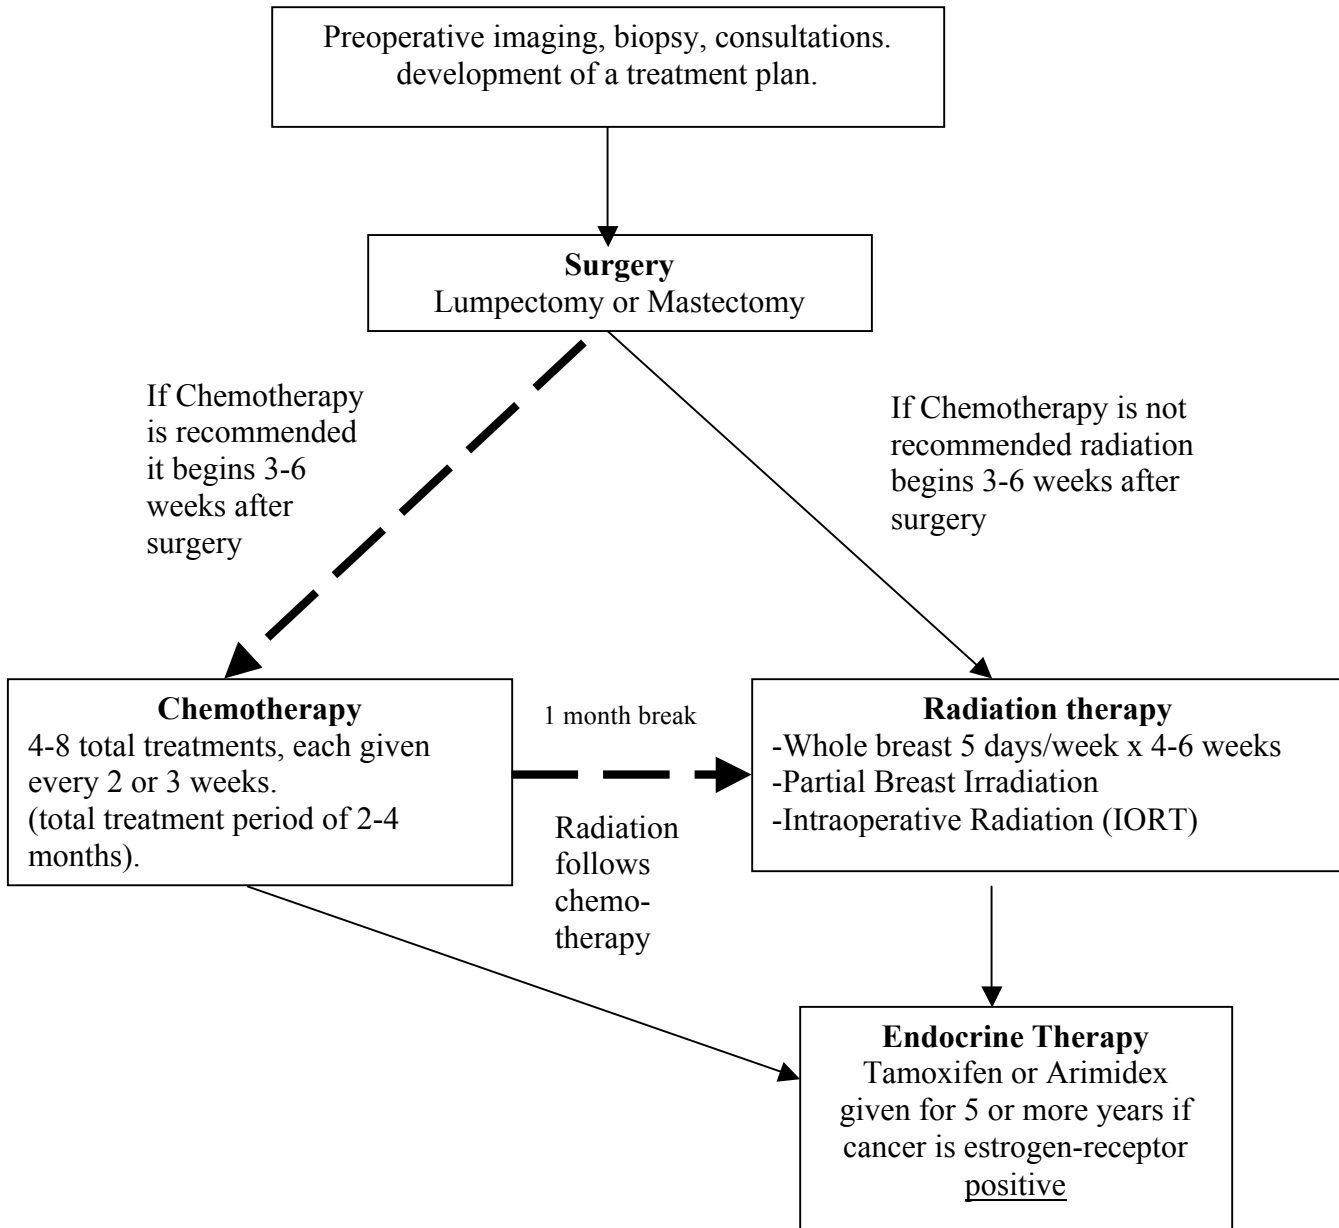 Preoperative imaging, biopsy, consultations.
development of a treatment plan.
Surgery
Lumpectomy or Mastectomy
If Chemotherapy
is recommended
it begins 3-6
weeks after
surgery
If Chemotherapy is not
recommended radiation
begins 3-6 weeks after
surgery
Chemotherapy
4-8 total treatments, each given
every 2 or 3 weeks.
(total treatment period of 2-4
months).
1 month break
Radiation
follows
chemo-
therapy
Radiation therapy
-Whole breast 5 days/week x 4-6 weeks
-Partial Breast Irradiation
-Intraoperative Radiation (IORT)
Endocrine Therapy
Tamoxifen or Arimidex
given for 5 or more years if
cancer is estrogen-receptor
positive